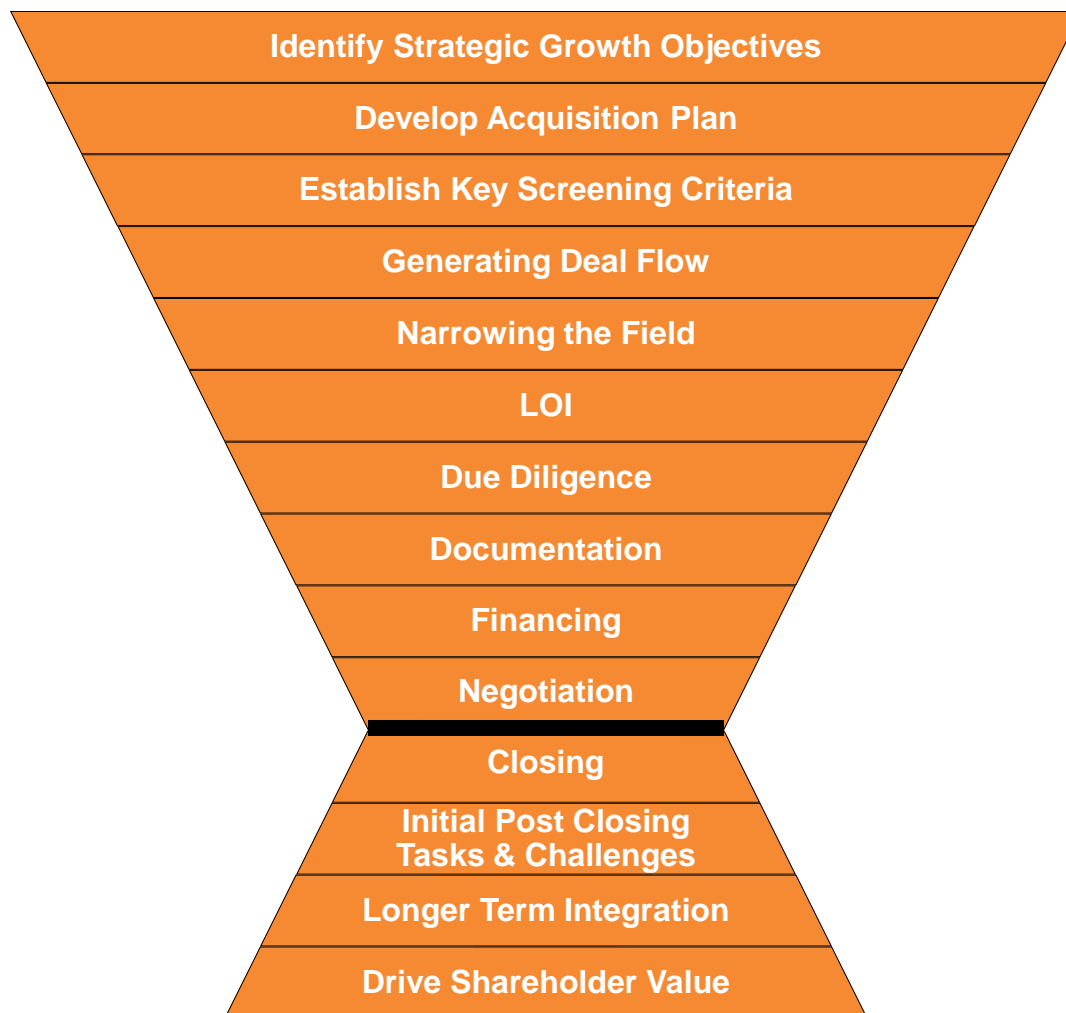 Identify Strategic Growth Objectives
Develop Acquisition Plan
Establish Key Screening Criteria
Generating Deal Flow
Narrowing the Field
LOI
Due Diligence
Documentation
Financing
Negotiation
Closing
Initial Post Closing
Tasks & Challenges
Longer Term Integration
Drive Shareholder Value